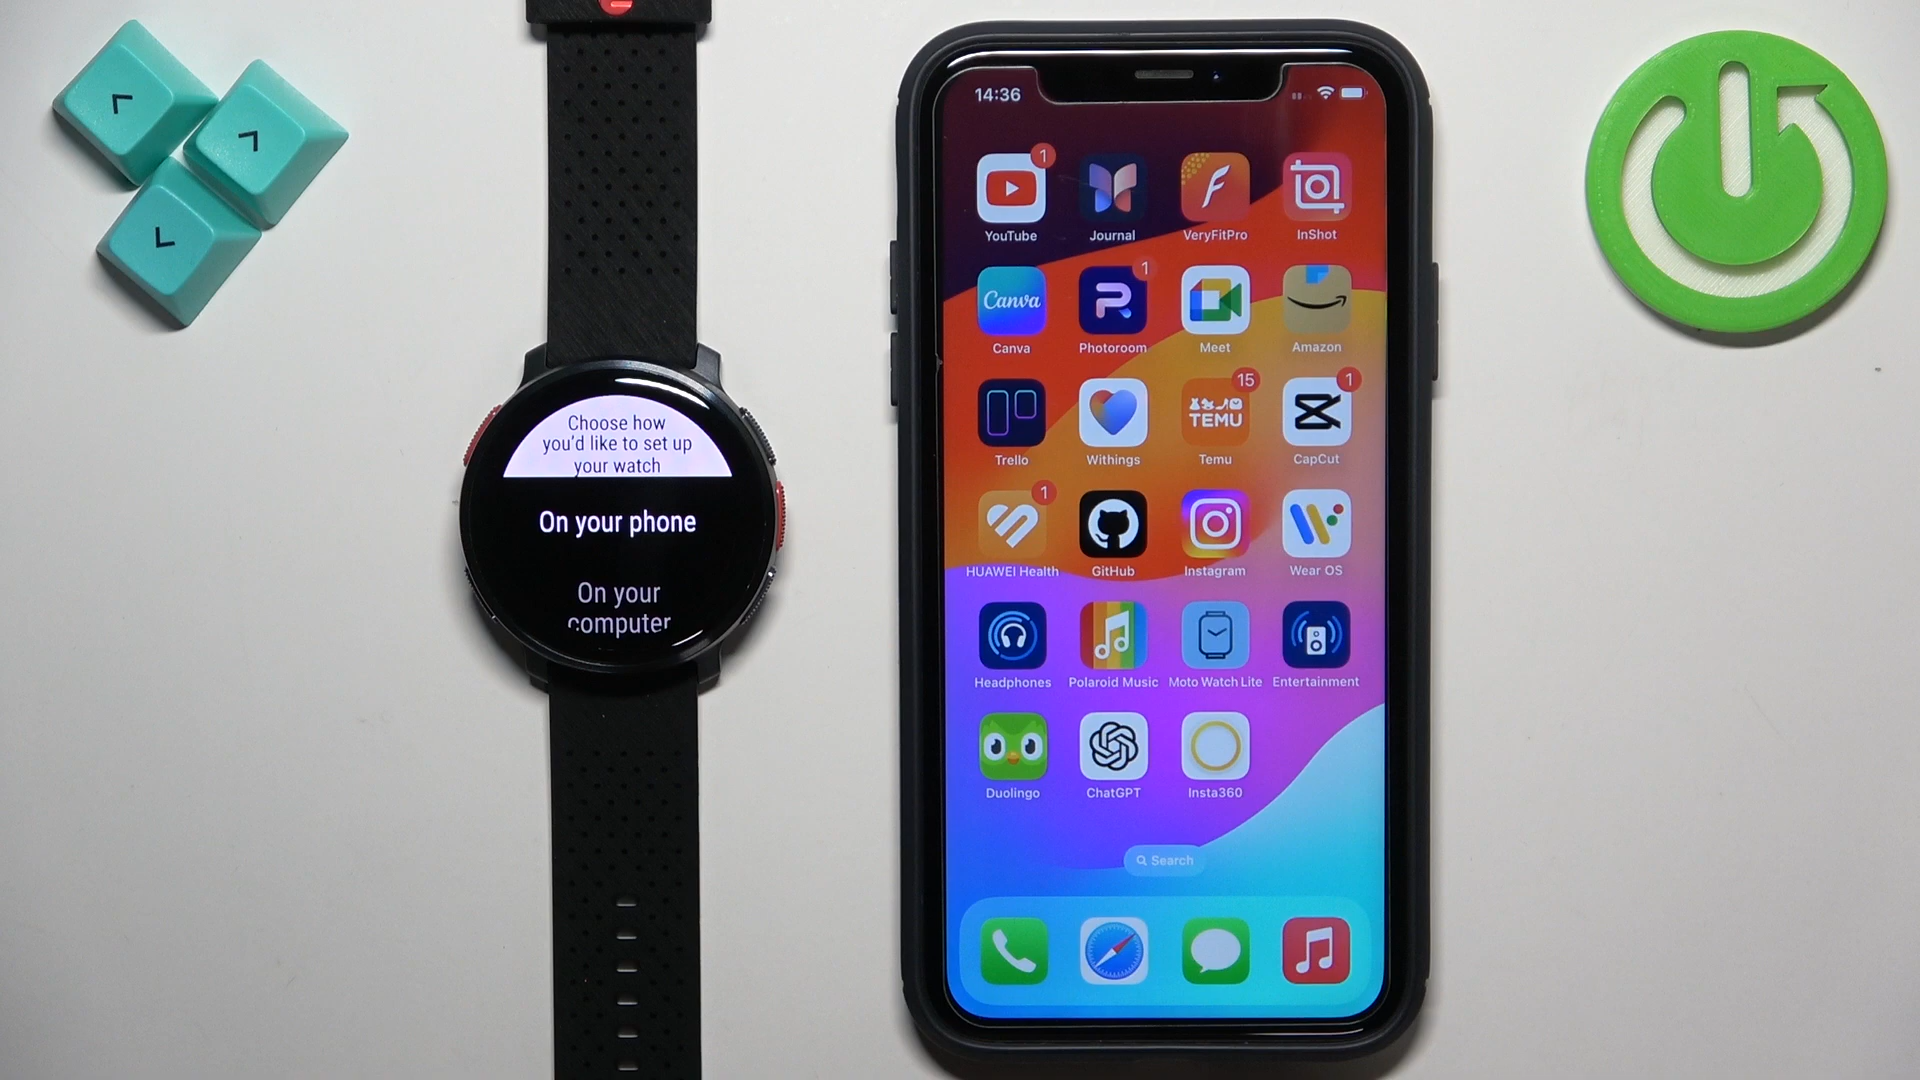 Choose how
you'd like to set up
your watch
On your phone
On your
computer
14:36
1
YouTube
Journal
VeryFitPro
InShot
Canva
1
Canva
Photoroom
Meet
Amazon
15
1
TEMU
Trello
Withings
Temu
CapCut
1
HUAWEI Health
GitHub
Instagram
Wear OS
Headphones
Polaroid Music
Moto Watch Lite
Entertainment
Duolingo
ChatGPT
Insta360
Search